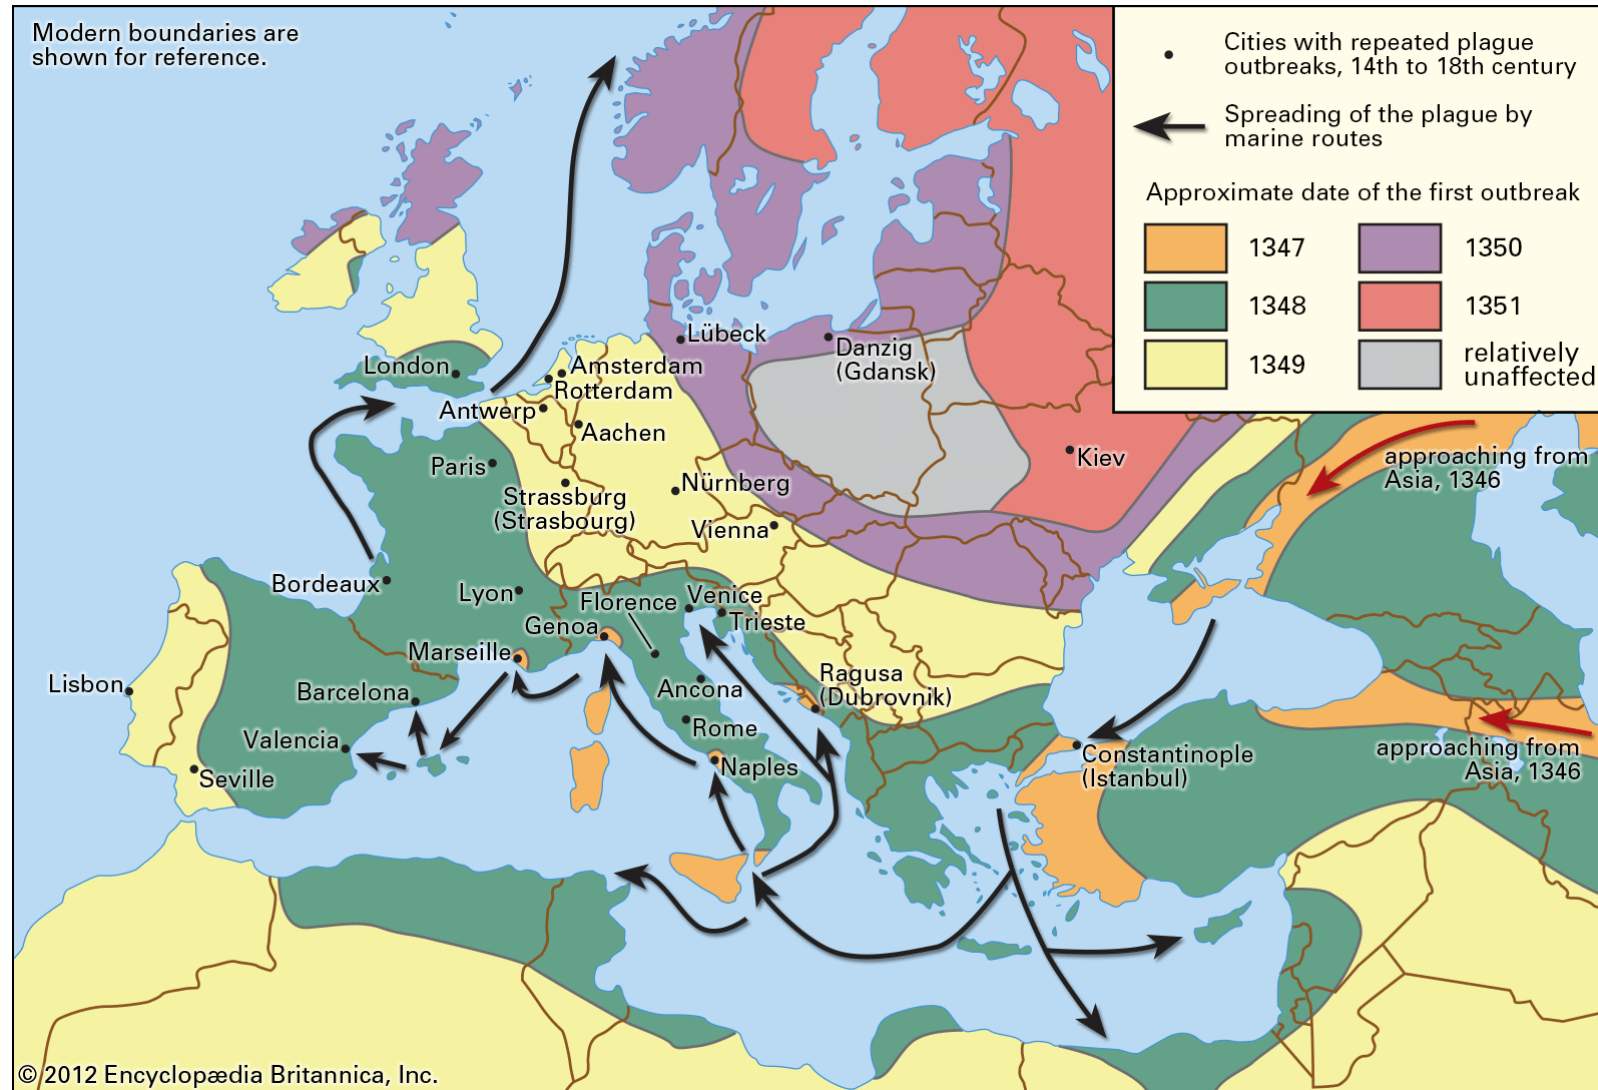 Modern boundaries are
shown for reference.
Cities with repeated plague
outbreaks, 14th to 18th century
Spreading of the plague by
marine routes
Approximate date of the first outbreak
1347
1350
1348
1351
1349
relatively
unaffected
Lübeck
Danzig
(Gdansk)
London
Amsterdam
Rotterdam
Antwerp
Aachen
Paris
Kiev
approaching from
Asia, 1346
Nürnberg
Strassburg
(Strasbourg)
Vienna
Bordeaux
Lyon
Florence
Venice
Genoa
Trieste
Marseille
Lisbon
Barcelona
Ancona
Ragusa
(Dubrovnik)
Rome
Valencia
Seville
Naples
Constantinople
(Istanbul)
approaching from
Asia, 1346
© 2012 Encyclopædia Britannica, Inc.